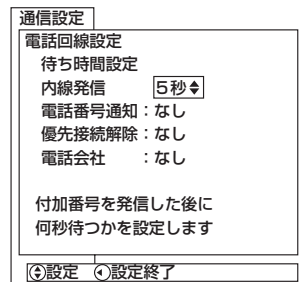 通信設定
電話回線設定
待ち時間設定
内線発信 5秒
電話番号通知:なし
優先接続解除:なし
電話会社 :なし
付加番号を発信した後に
何秒待つかを設定します
設定 設定終了